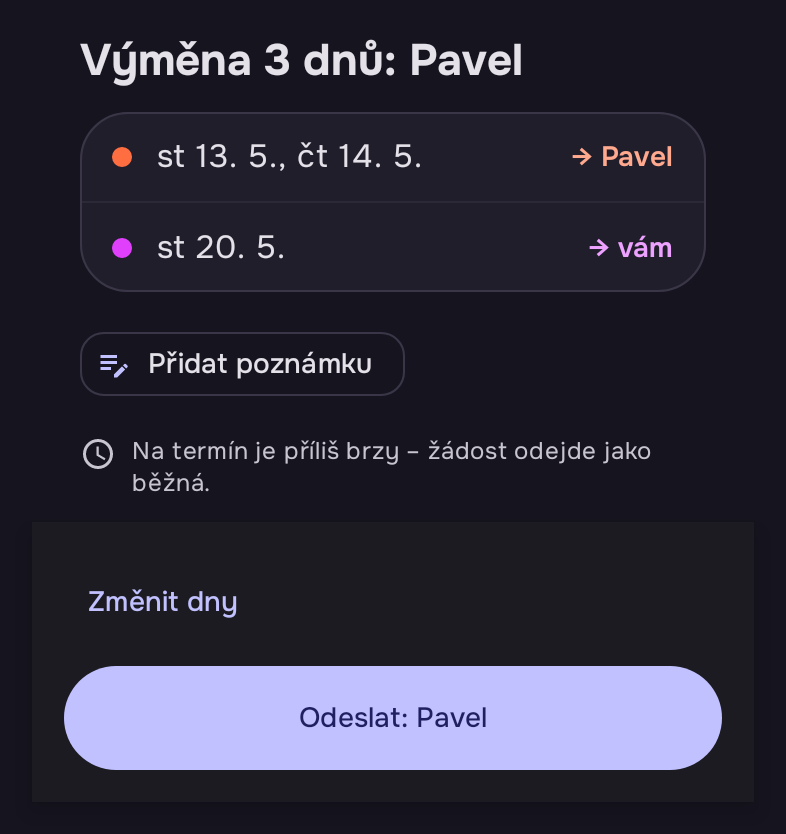 Výměna 3 dnů: Pavel
st 13. 5., čt 14. 5. → Pavel
st 20. 5. → vám
Přidat poznámku
Na termín je příliš brzy – žádost odejde jako
běžná.
Změnit dny
Odeslat: Pavel